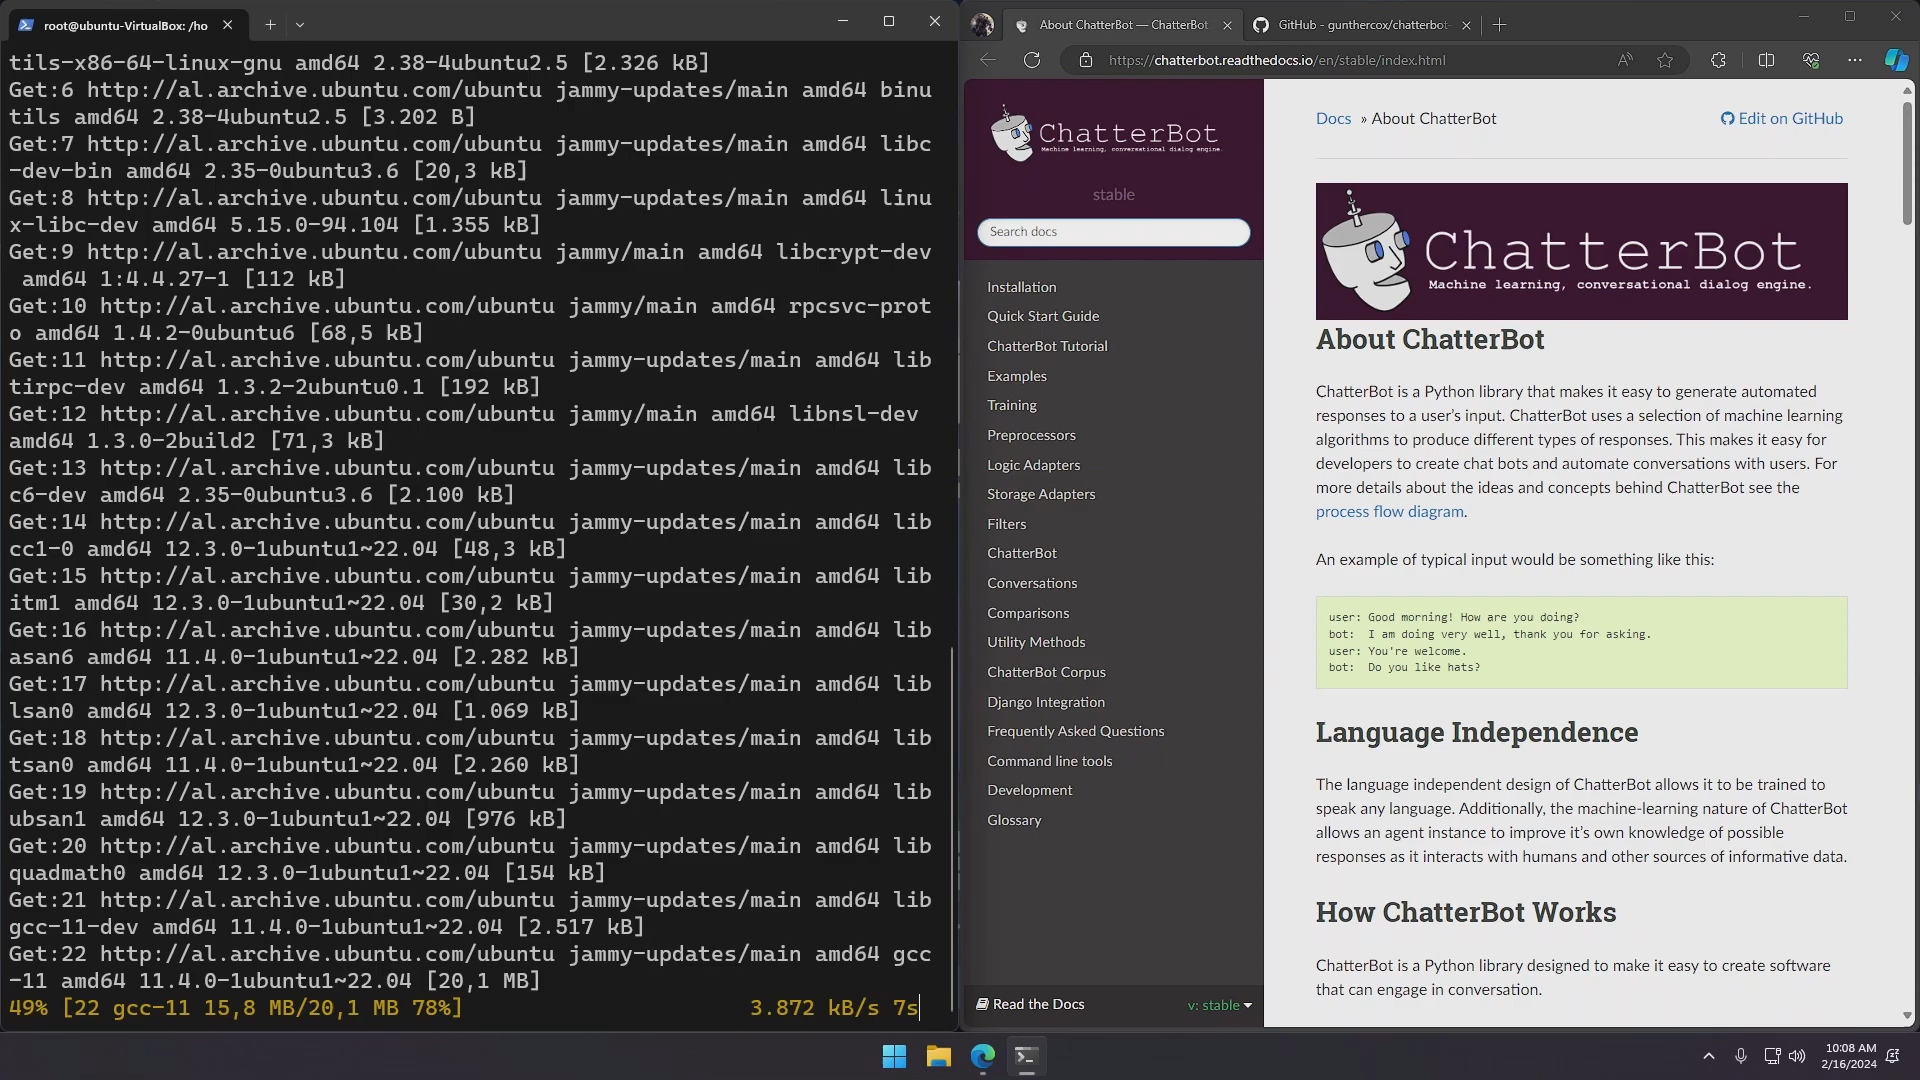 root@ubuntu-VirtualBox: /ho
tils-x86-64-linux-gnu amd64 2.38-4ubuntu2.5 [2.326 kB]
Get:6 http://al.archive.ubuntu.com/ubuntu jammy-updates/main amd64 binu
tils amd64 2.38-4ubuntu2.5 [3.202 B]
Get:7 http://al.archive.ubuntu.com/ubuntu jammy-updates/main amd64 libc
-dev-bin amd64 2.35-0ubuntu3.6 [20,3 kB]
Get:8 http://al.archive.ubuntu.com/ubuntu jammy-updates/main amd64 linu
x-libc-dev amd64 5.15.0-94.104 [1.355 kB]
Get:9 http://al.archive.ubuntu.com/ubuntu jammy/main amd64 libcrypt-dev
amd64 1:4.4.27-1 [112 kB]
Get:10 http://al.archive.ubuntu.com/ubuntu jammy/main amd64 rpcsvc-prot
o amd64 1.4.2-0ubuntu6 [68,5 kB]
Get:11 http://al.archive.ubuntu.com/ubuntu jammy-updates/main amd64 lib
tirpc-dev amd64 1.3.2-2ubuntu0.1 [192 kB]
Get:12 http://al.archive.ubuntu.com/ubuntu jammy/main amd64 libnsl-dev
amd64 1.3.0-2build2 [71,3 kB]
Get:13 http://al.archive.ubuntu.com/ubuntu jammy-updates/main amd64 lib
c6-dev amd64 2.35-0ubuntu3.6 [2.100 kB]
Get:14 http://al.archive.ubuntu.com/ubuntu jammy-updates/main amd64 lib
cc1-0 amd64 12.3.0-1ubuntu1~22.04 [48,3 kB]
Get:15 http://al.archive.ubuntu.com/ubuntu jammy-updates/main amd64 lib
itm1 amd64 12.3.0-1ubuntu1~22.04 [30,2 kB]
Get:16 http://al.archive.ubuntu.com/ubuntu jammy-updates/main amd64 lib
asan6 amd64 11.4.0-1ubuntu1~22.04 [2.282 kB]
Get:17 http://al.archive.ubuntu.com/ubuntu jammy-updates/main amd64 lib
lsan0 amd64 12.3.0-1ubuntu1~22.04 [1.069 kB]
Get:18 http://al.archive.ubuntu.com/ubuntu jammy-updates/main amd64 lib
tsan0 amd64 11.4.0-1ubuntu1~22.04 [2.260 kB]
Get:19 http://al.archive.ubuntu.com/ubuntu jammy-updates/main amd64 lib
ubsan1 amd64 12.3.0-1ubuntu1~22.04 [976 kB]
Get:20 http://al.archive.ubuntu.com/ubuntu jammy-updates/main amd64 lib
quadmath0 amd64 12.3.0-1ubuntu1~22.04 [154 kB]
Get:21 http://al.archive.ubuntu.com/ubuntu jammy-updates/main amd64 lib
gcc-11-dev amd64 11.4.0-1ubuntu1~22.04 [2.517 kB]
Get:22 http://al.archive.ubuntu.com/ubuntu jammy-updates/main amd64 gcc
-11 amd64 11.4.0-1ubuntu1~22.04 [20,1 MB]
49% [22 gcc-11 15,8 MB/20,1 MB 78%] 3.872 kB/s 7s
About ChatterBot — ChatterBot
GitHub - gunthercox/chatterbot-
https://chatterbot.readthedocs.io/en/stable/index.html
ChatterBot
Machine learning, conversational dialog engine.
stable
Search docs
Installation
Quick Start Guide
ChatterBot Tutorial
Examples
Training
Preprocessors
Logic Adapters
Storage Adapters
Filters
ChatterBot
Conversations
Comparisons
Utility Methods
ChatterBot Corpus
Django Integration
Frequently Asked Questions
Command line tools
Development
Glossary
Read the Docs
v: stable
Docs » About ChatterBot
Edit on GitHub
ChatterBot
Machine learning, conversational dialog engine.
About ChatterBot
ChatterBot is a Python library that makes it easy to generate automated
responses to a user’s input. ChatterBot uses a selection of machine learning
algorithms to produce different types of responses. This makes it easy for
developers to create chat bots and automate conversations with users. For
more details about the ideas and concepts behind ChatterBot see the
process flow diagram.
An example of typical input would be something like this:
user: Good morning! How are you doing?
bot:  I am doing very well, thank you for asking.
user: You're welcome.
bot:  Do you like hats?
Language Independence
The language independent design of ChatterBot allows it to be trained to
speak any language. Additionally, the machine-learning nature of ChatterBot
allows an agent instance to improve it’s own knowledge of possible
responses as it interacts with humans and other sources of informative data.
How ChatterBot Works
ChatterBot is a Python library designed to make it easy to create software
that can engage in conversation.
10:08 AM
2/16/2024